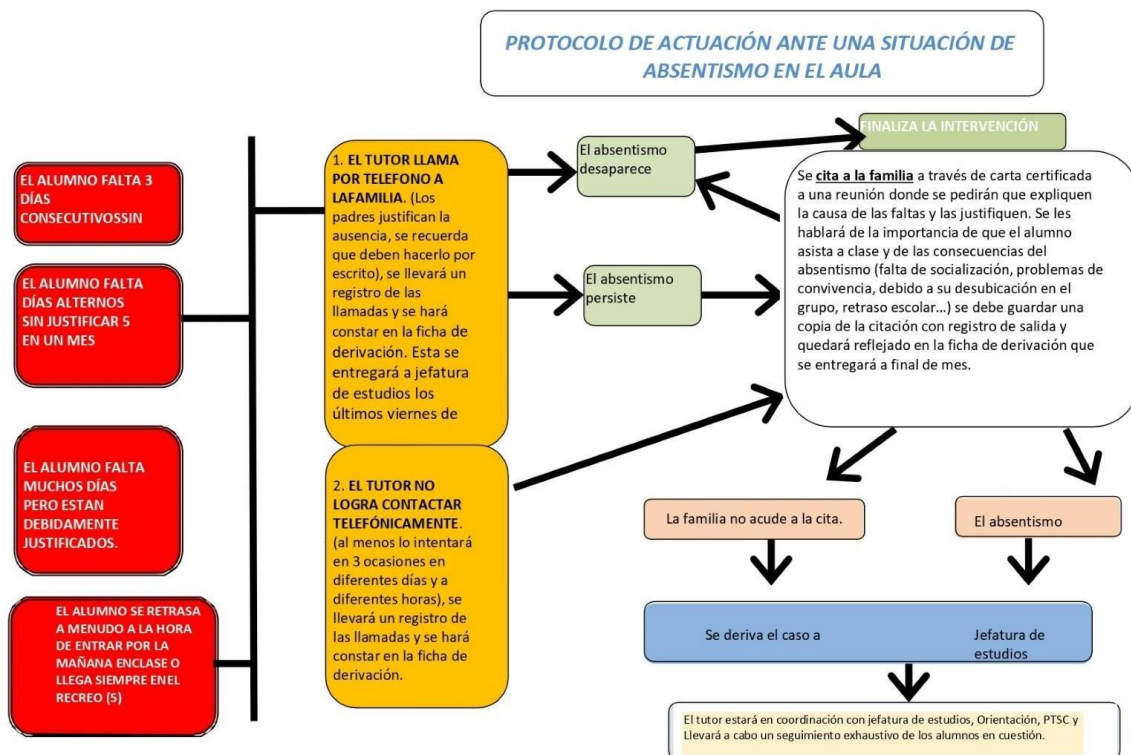 PROTOCOLO DE ACTUACIÓN ANTE UNA SITUACIÓN DE
ABSENTISMO EN EL AULA
EL ALUMNO FALTA 3
DÍAS
CONSECUTIVOSSIN
EL ALUMNO FALTA
DÍAS ALTERNOS
SIN JUSTIFICAR 5
EN UN MES
EL ALUMNO FALTA
MUCHOS DÍAS
PERO ESTAN
DEBIDAMENTE
JUSTIFICADOS.
EL ALUMNO SE RETRASA
A MENUDO A LA HORA
DE ENTRAR POR LA
MAÑANA ENCLASE O
LLEGA SIEMPRE ENEL
RECREO (5)
1. EL TUTOR LLAMA
POR TELEFONO A
LAFAMILIA. (Los
padres justifican la
ausencia, se recuerda
que deben hacerlo por
escrito), se llevará un
registro de las
llamadas y se hará
constar en la ficha de
derivación. Esta se
entregará a jefatura
de estudios los
últimos viernes de
2. EL TUTOR NO
LOGRA CONTACTAR
TELEFÓNICAMENTE.
(al menos lo intentará
en 3 ocasiones en
diferentes días y a
diferentes horas), se
llevará un registro de
las llamadas y se hará
constar en la ficha de
derivación.
El absentismo
desaparece
El absentismo
persiste
FINALIZA LA INTERVENCIÓN
Se cita a la familia a través de carta certificada
a una reunión donde se pedirán que expliquen
la causa de las faltas y las justifiquen. Se les
hablará de la importancia de que el alumno
asista a clase y de las consecuencias del
absentismo (falta de socialización, problemas de
convivencia, debido a su desubicación en el
grupo, retraso escolar...) se debe guardar una
copia de la citación con registro de salida y
quedará reflejado en la ficha de derivación que
se entregará a final de mes.
La familia no acude a la cita.
El absentismo
Se deriva el caso a
Jefatura de
estudios
El tutor estará en coordinación con jefatura de estudios, Orientación, PTSC y
Llevará a cabo un seguimiento exhaustivo de los alumnos en cuestión.